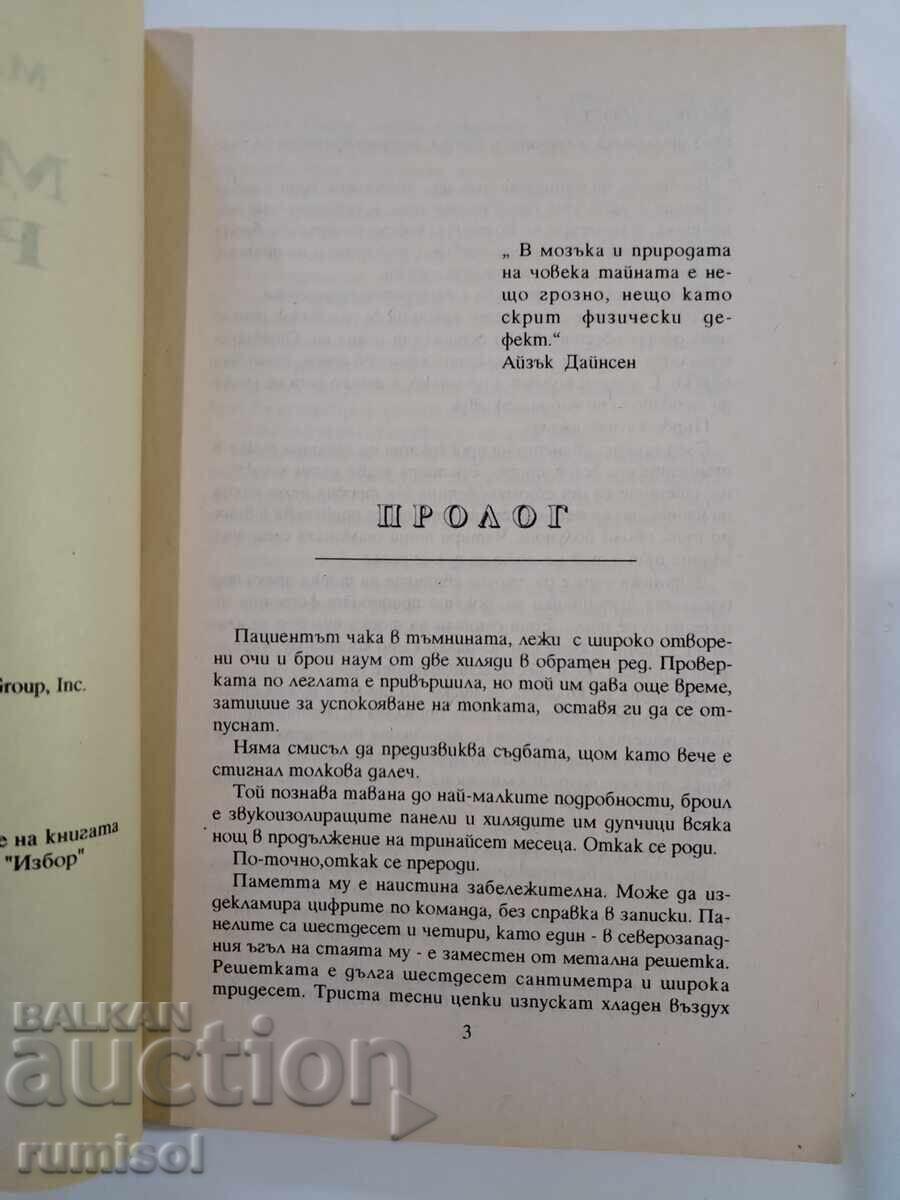 М
М
Group, Inc.
е на книгата
"Избор"
„ В мозъка и природата
на човека тайната е не-
що грозно, нещо като
скрит физически де-
фект.“
Айзък Дайнсен
ПРОЛОГ
Пациентът чака в тъмнината, лежи с широко отворе-
ни очи и брои наум от две хиляди в обратен ред. Провер-
ката по леглата е привършила, но той им дава още време,
затишие за успокояване на топката, оставя ги да се от-
пуснат.
Няма смисъл да предизвиква съдбата, щом като вече е
стигнал толкова далеч.
Той познава тавана до най-малките подробности, броил
е звукоизолиращите панели и хилядите им дупчици всяка
нощ в продължение на тринайсет месеца. Откак се роди.
По-точно,откак се прероди.
Паметта му е наистина забележителна. Може да из-
декламира цифрите по команда, без справка в записки. Па-
нелите са шестдесет и четири, като един - в северозапад-
ния ъгъл на стаята му - е заместен от метална решетка.
Решетката е дълга шестдесет сантиметра и широка
тридесет. Триста тесни цепки изпускат хладен въздух
3
BALKAN
auction
rumisol